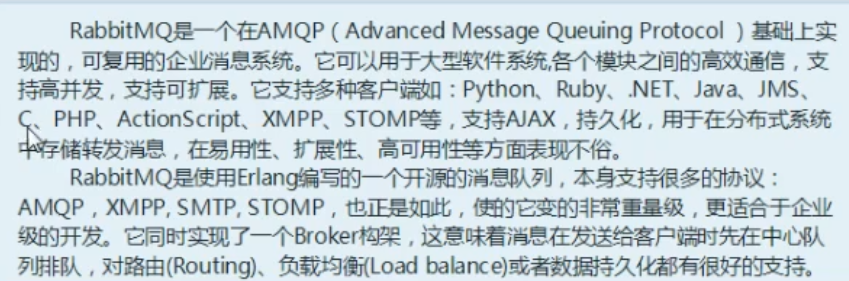 RabbitMQ是一个在AMQP（Advanced Message Queuing Protocol ）基础上实
现的，可复用的企业消息系统。它可以用于大型软件系统,各个模块之间的高效通信，支
持高并发，支持可扩展。它支持多种客户端如：Python、Ruby、.NET、Java、JMS、
C、PHP、ActionScript、XMPP、STOMP等，支持AJAX，持久化，用于在分布式系统
中存储转发消息，在易用性、扩展性、高可用性等方面表现不俗。
RabbitMQ是使用Erlang编写的一个开源的消息队列，本身支持很多的协议：
AMQP，XMPP, SMTP, STOMP，也正是如此，使的它变的非常重量级，更适合于企业
级的开发。它同时实现了一个Broker构架，这意味着消息在发送给客户端时先在中心队
列排队，对路由(Routing)、负载均衡(Load balance)或者数据持久化都有很好的支持。